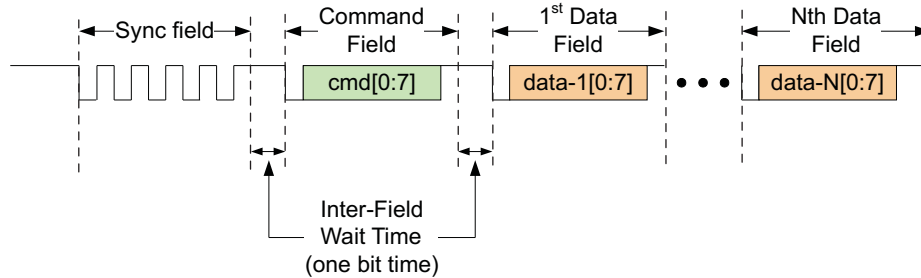 Sync field
Command
Field
1st Data
Field
Nth Data
Field
cmd[0:7]
data-1[0:7]
data-N[0:7]
Inter-Field
Wait Time
(one bit time)